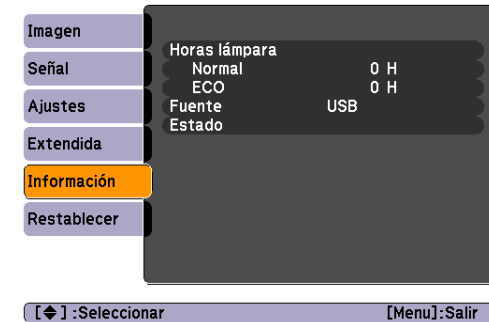 Imagen
Señal
Ajustes
Extendida
Información
Restablecer
Horas lámpara
Normal 0 H
ECO 0 H
Fuente USB
Estado
[◆] :Seleccionar [Menu]:Salir